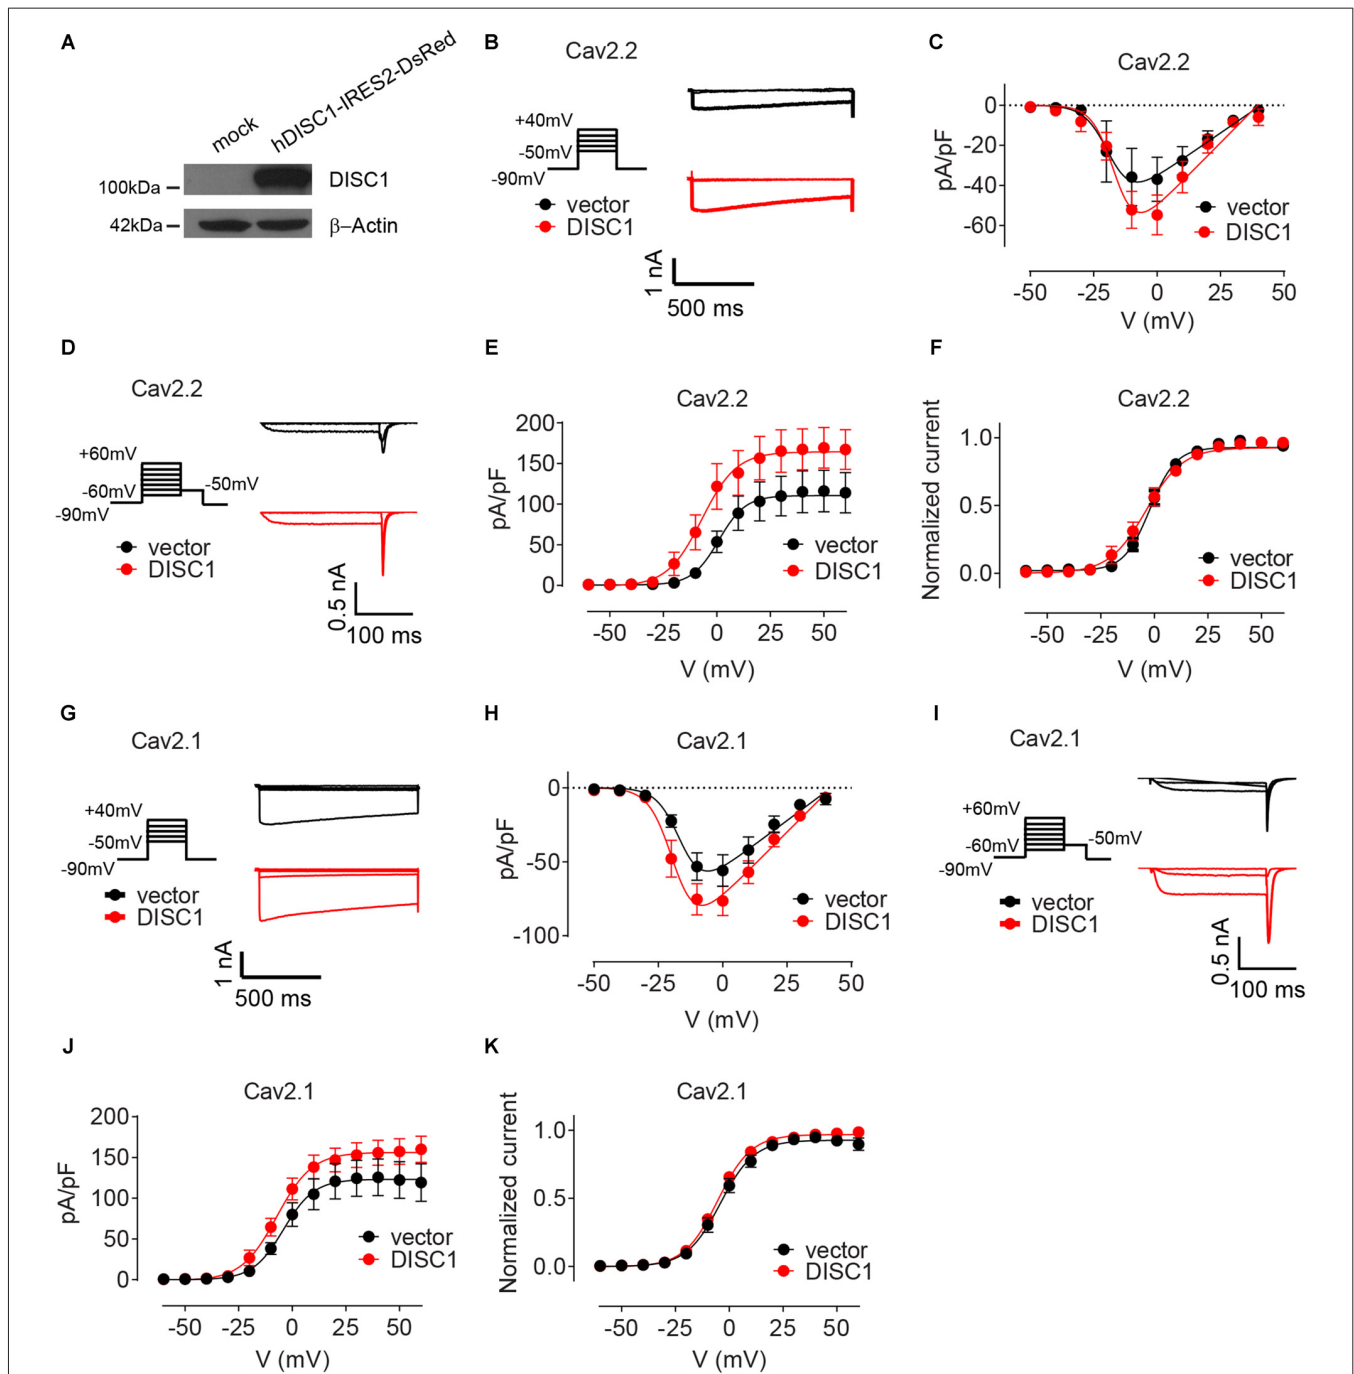 A
mock
hDISC1-IRES2-DsRed
100kDa
DISC1
42kDa
β–Actin
B
Cav2.2
+40mV
-50mV
-90mV
vector
DISC1
1 nA
500 ms
C
Cav2.2
0
-20
-40
-60
pA/pF
vector
DISC1
-50 -25 0 25 50
V (mV)
D
Cav2.2
+60mV
-60mV
-50mV
-90mV
vector
DISC1
0.5 nA
100 ms
E
Cav2.2
200
150
100
50
0
pA/pF
vector
DISC1
-50 -25 0 25 50
V (mV)
F
Cav2.2
1.0
0.5
0.0
Normalized current
vector
DISC1
-50 -25 0 25 50
V (mV)
G
Cav2.1
+40mV
-50mV
-90mV
vector
DISC1
1 nA
500 ms
H
Cav2.1
0
-50
-100
pA/pF
vector
DISC1
-50 -25 0 25 50
V (mV)
I
Cav2.1
+60mV
-60mV
-50mV
-90mV
vector
DISC1
0.5 nA
100 ms
J
Cav2.1
200
150
100
50
0
pA/pF
vector
DISC1
-50 -25 0 25 50
V (mV)
K
Cav2.1
1.0
0.5
0.0
Normalized current
vector
DISC1
-50 -25 0 25 50
V (mV)